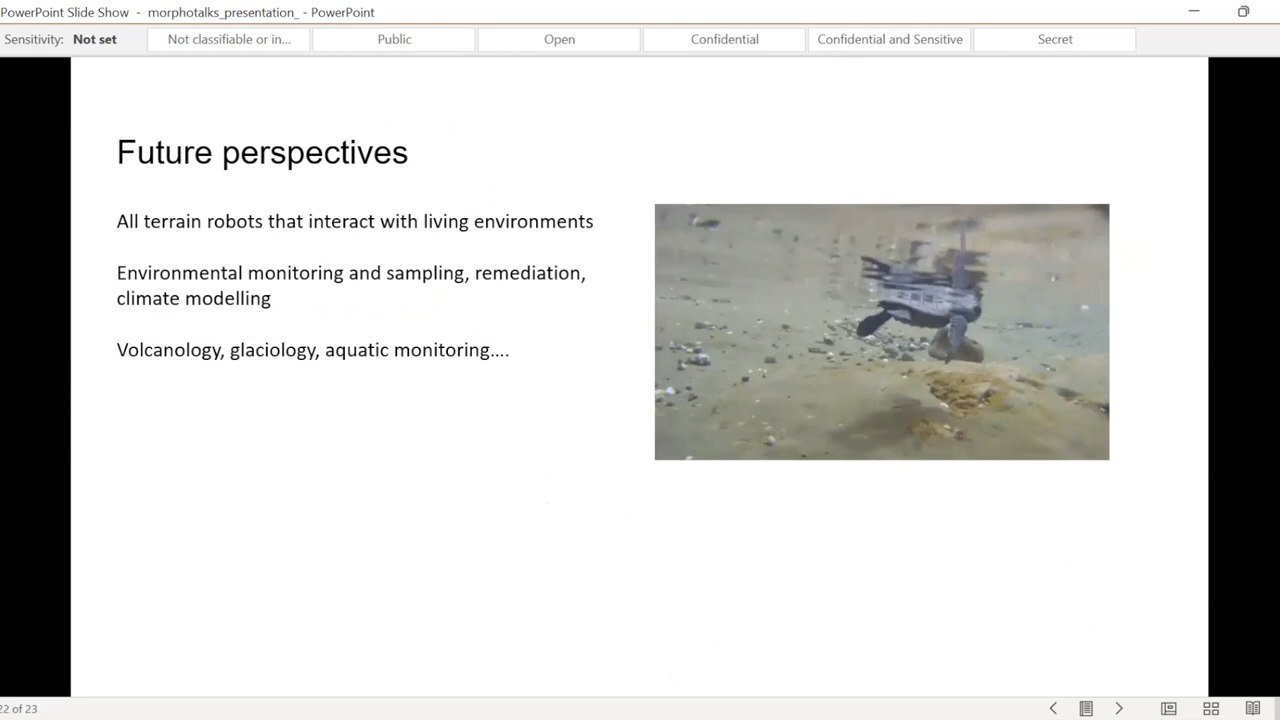 PowerPoint Slide Show - morphotalks_presentation_ - PowerPoint
Sensitivity: Not set
Not classifiable or in...
Public
Open
Confidential
Confidential and Sensitive
Secret
Future perspectives
All terrain robots that interact with living environments
Environmental monitoring and sampling, remediation,
climate modelling
Volcanology, glaciology, aquatic monitoring....
22 of 23